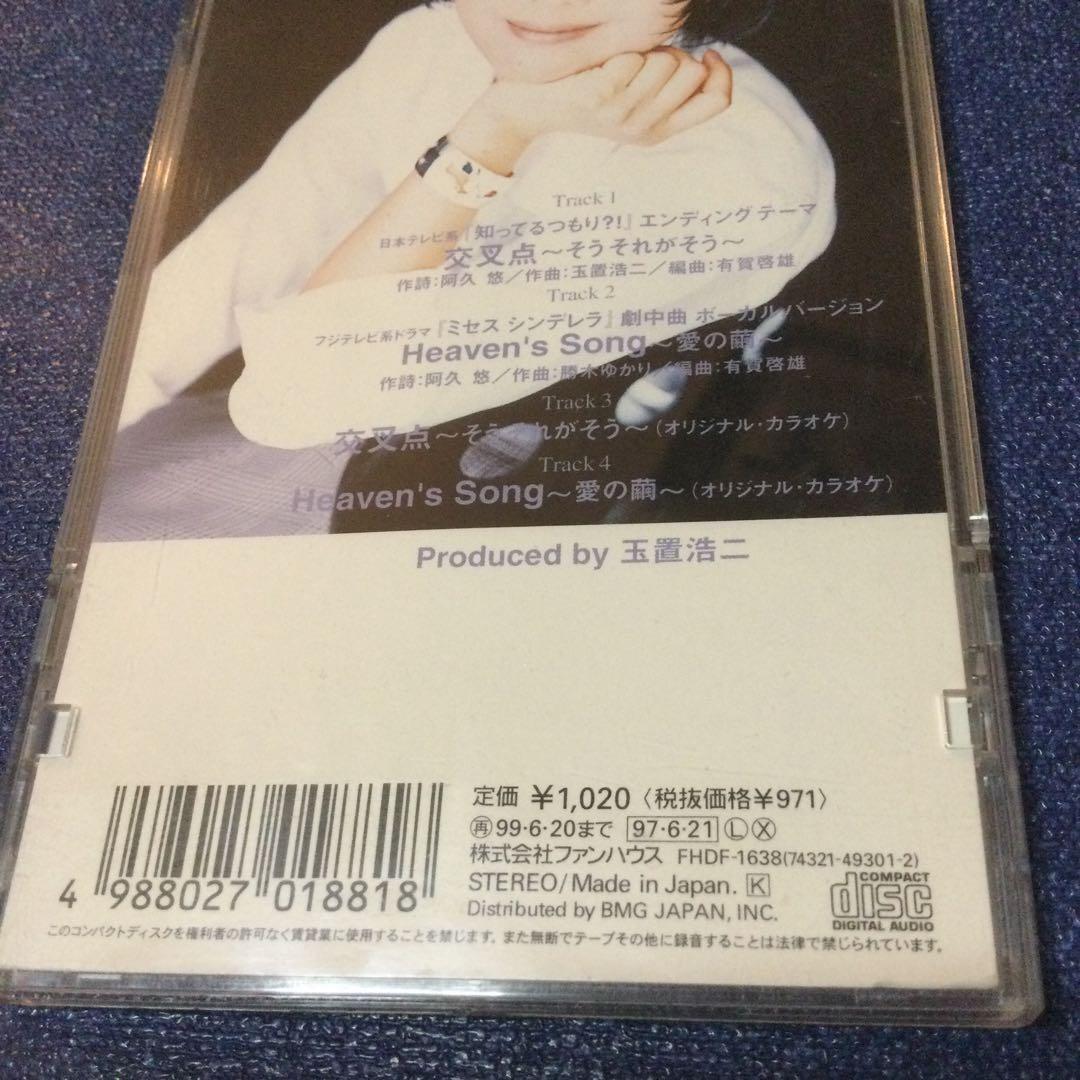 Track 1
日本テレビ系『知ってるつもり?!』エンディング テーマ
交叉点〜そう それが そう〜
作詩：阿久 悠／作曲：玉置浩二／編曲：有賀啓雄
Track 2
フジテレビ系ドラマ『ミセス シンデレラ』劇中曲 ボーカルバージョン
Heaven's Song〜愛の繭〜
作詩：阿久 悠／作曲：勝木ゆかり／編曲：有賀啓雄
Track 3
交叉点〜そう それが そう〜（オリジナル・カラオケ）
Track 4
Heaven's Song〜愛の繭〜（オリジナル・カラオケ）
Produced by 玉置浩二
定価 ¥1,020〈税抜価格¥971〉
再 99・6・20まで 97・6・21 L X
株式会社ファンハウス FHDF-1638(74321-49301-2)
STEREO/Made in Japan. K
Distributed by BMG JAPAN, INC.
COMPACT
disc
DIGITAL AUDIO
4 988027 018818
このコンパクトディスクを権利者の許可なく賃貸業に使用することを禁じます。また無断でテープその他に録音することは法律で禁じられています。